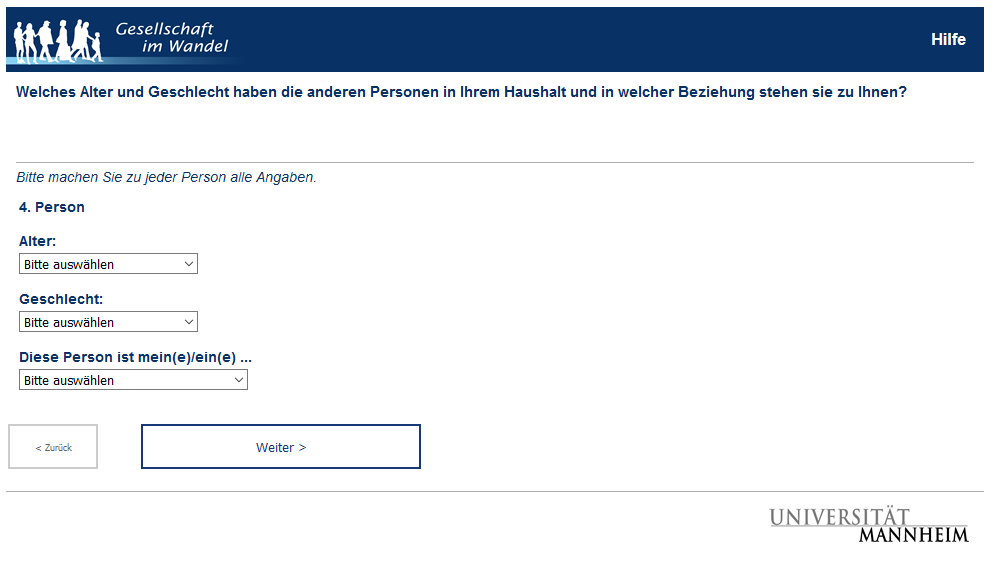 Gesellschaft
im Wandel
Hilfe
Welches Alter und Geschlecht haben die anderen Personen in Ihrem Haushalt und in welcher Beziehung stehen sie zu Ihnen?
Bitte machen Sie zu jeder Person alle Angaben.
4. Person
Alter:
Bitte auswählen
Geschlecht:
Bitte auswählen
Diese Person ist mein(e)/ein(e) ...
Bitte auswählen
< Zurück
Weiter >
UNIVERSITÄT
MANNHEIM